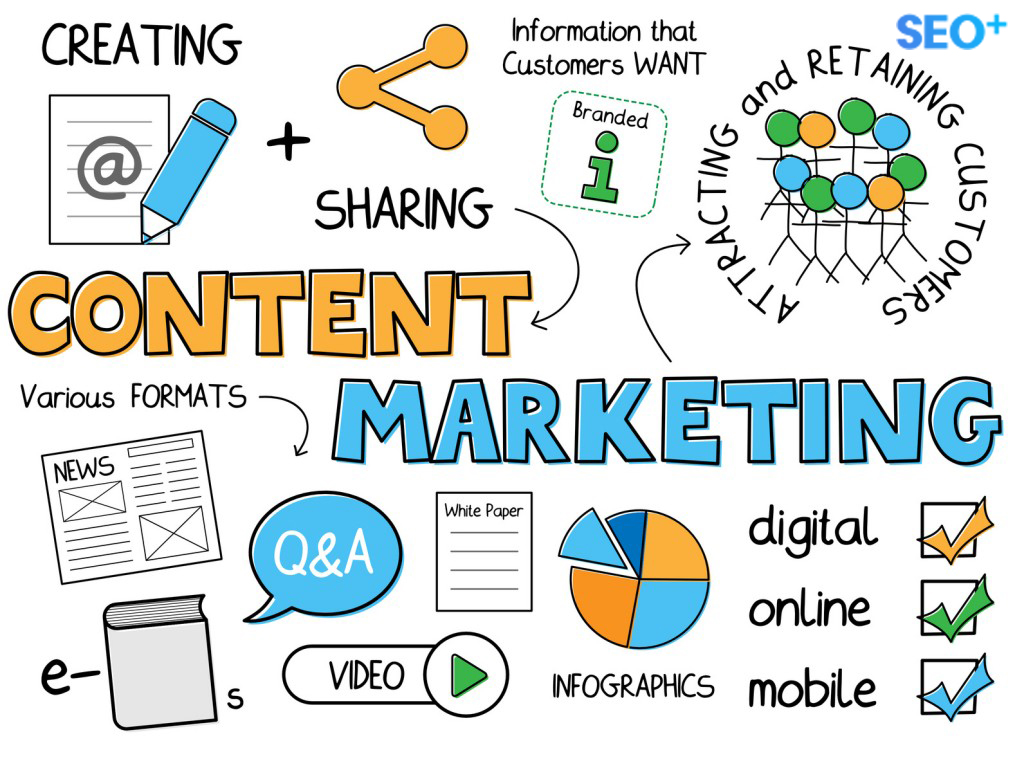 CREATING
@
+
SHARING
Information that
Customers WANT
Branded
i
SEO+
ATTRACTING and RETAINING CUSTOMERS
CONTENT
MARKETING
Various FORMATS
NEWS
Q&A
White Paper
e-
s
VIDEO
INFOGRAPHICS
digital
online
mobile